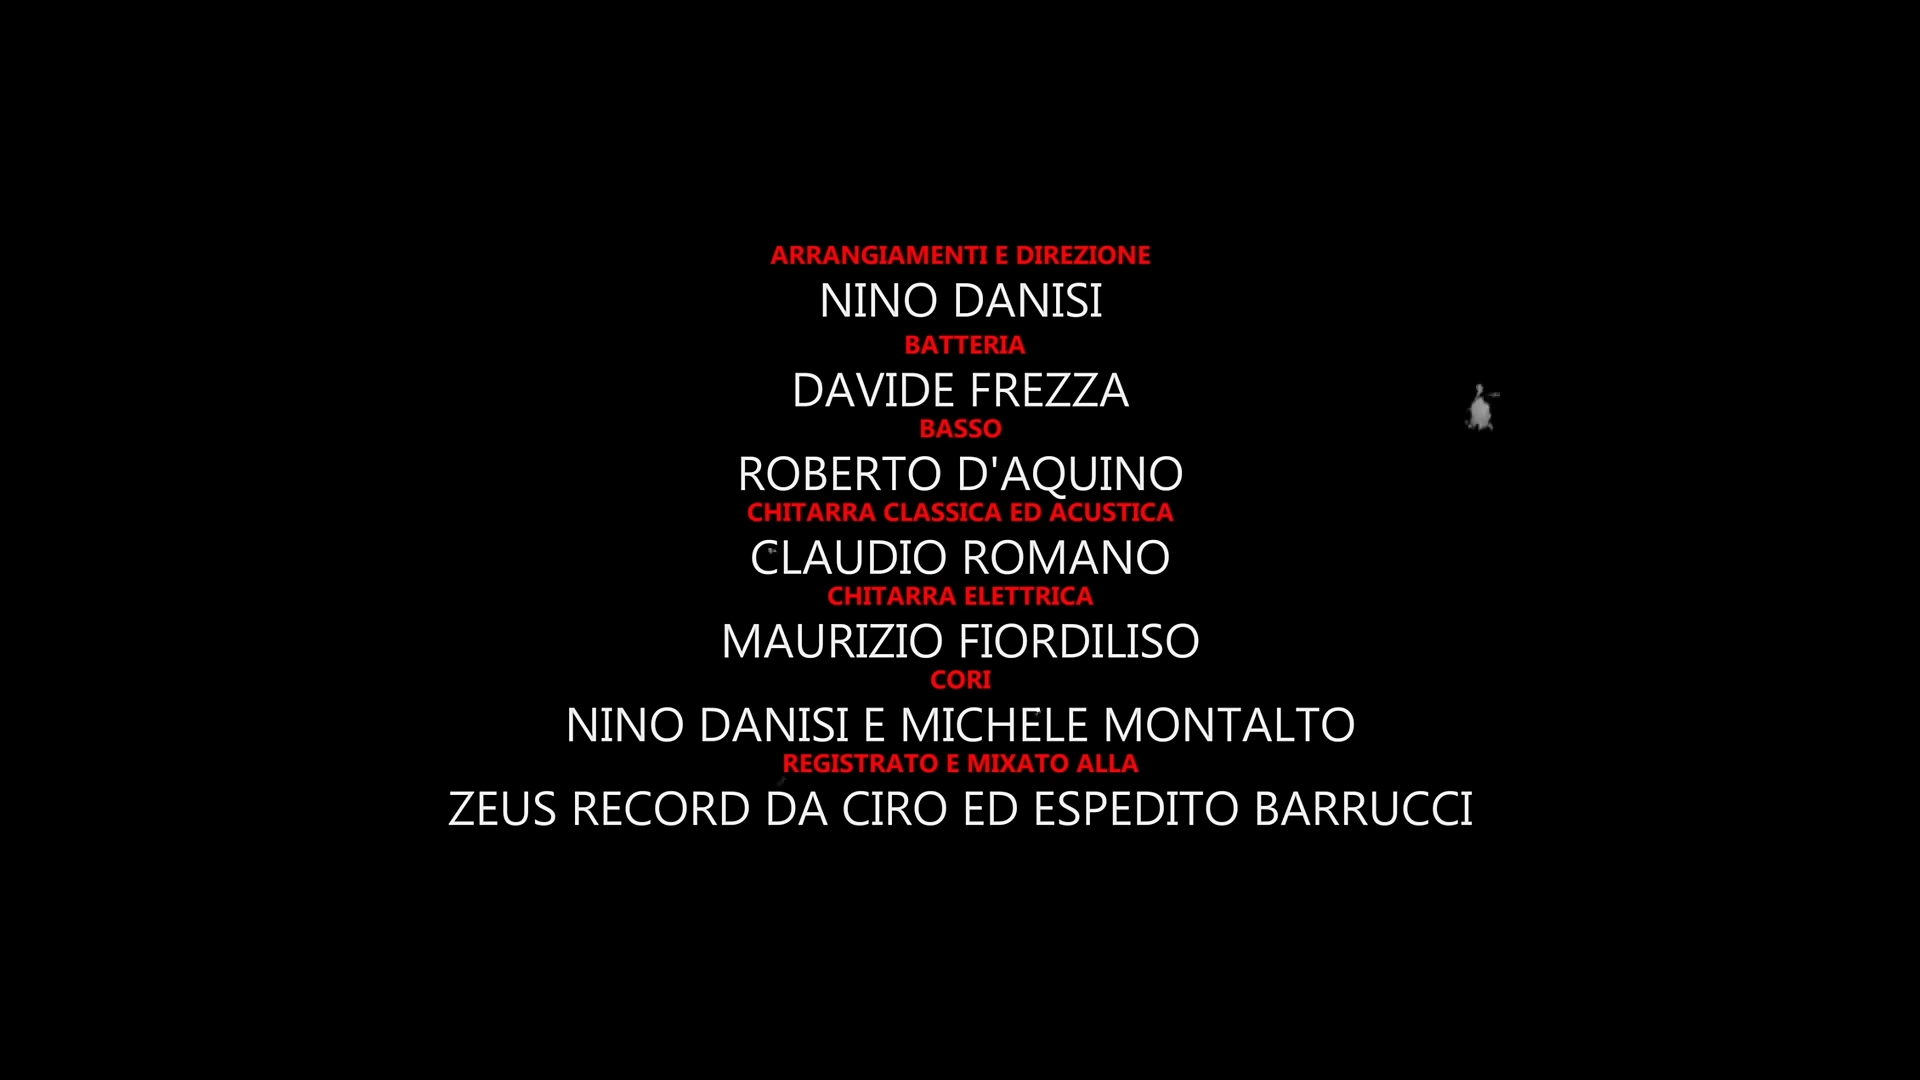 ARRANGIAMENTI E DIREZIONE
NINO DANISI
BATTERIA
DAVIDE FREZZA
BASSO
ROBERTO D'AQUINO
CHITARRA CLASSICA ED ACUSTICA
CLAUDIO ROMANO
CHITARRA ELETTRICA
MAURIZIO FIORDILISO
CORI
NINO DANISI E MICHELE MONTALTO
REGISTRATO E MIXATO ALLA
ZEUS RECORD DA CIRO ED ESPEDITO BARRUCCI